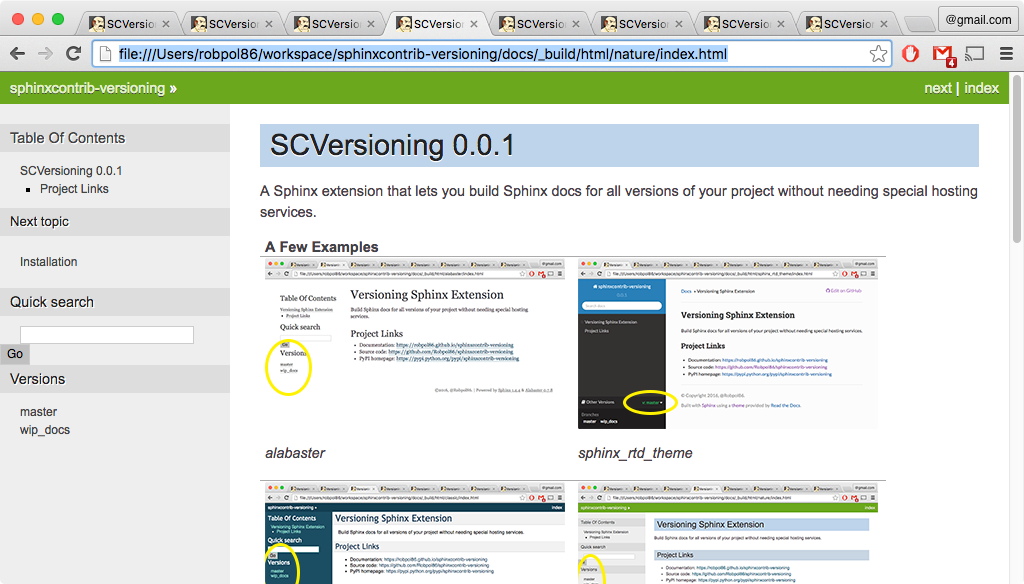 SCVersion SCVersion SCVersion SCVersion SCVersion SCVersion SCVersion SCVersion @gmail.com
file:///Users/robpol86/workspace/sphinxcontrib-versioning/docs/_build/html/nature/index.html
4
sphinxcontrib-versioning »
next | index
Table Of Contents
SCVersioning 0.0.1
Project Links
Next topic
Installation
Quick search
Go
Versions
master
wip_docs
SCVersioning 0.0.1
A Sphinx extension that lets you build Sphinx docs for all versions of your project without needing special hosting
services.
A Few Examples
Table Of Contents
Versioning Sphinx Extension
Project Links
Quick search
Go
Versions
master
wip_docs
Versioning Sphinx Extension
Build Sphinx docs for all versions of your project without needing special hosting
services.
Project Links
Documentation: https://robpol86.github.io/sphinxcontrib-versioning
Source code: https://github.com/Robpol86/sphinxcontrib-versioning
PyPI homepage: https://pypi.python.org/pypi/sphinxcontrib-versioning
alabaster
sphinxcontrib-versioning
0.0.1
Search docs
Versioning Sphinx Extension
Project Links
Other Versions
v: master
Branches
master wip_docs
Docs » Versioning Sphinx Extension
Edit on GitHub
Versioning Sphinx Extension
Build Sphinx docs for all versions of your project without needing special hosting services.
Project Links
Documentation: https://robpol86.github.io/sphinxcontrib-versioning
Source code: https://github.com/Robpol86/sphinxcontrib-versioning
PyPI homepage: https://pypi.python.org/pypi/sphinxcontrib-versioning
© Copyright 2016, @Robpol86.
Built with Sphinx using a theme provided by Read the Docs.
sphinx_rtd_theme
sphinxcontrib-versioning »
index
Table Of Contents
Versioning Sphinx Extension
Project Links
Quick search
Go
Versions
master
wip_docs
Versioning Sphinx Extension
Build Sphinx docs for all versions of your project without needing special hosting services.
Project Links
Documentation: https://robpol86.github.io/sphinxcontrib-versioning
Source code: https://github.com/Robpol86/sphinxcontrib-versioning
PyPI homepage: https://pypi.python.org/pypi/sphinxcontrib-versioning
sphinxcontrib-versioning »
index
Table Of Contents
Versioning Sphinx Extension
Project Links
Quick search
Versions
master
Versioning Sphinx Extension
Build Sphinx docs for all versions of your project without needing special hosting services.
Project Links
Documentation: https://robpol86.github.io/sphinxcontrib-versioning
Source code: https://github.com/Robpol86/sphinxcontrib-versioning